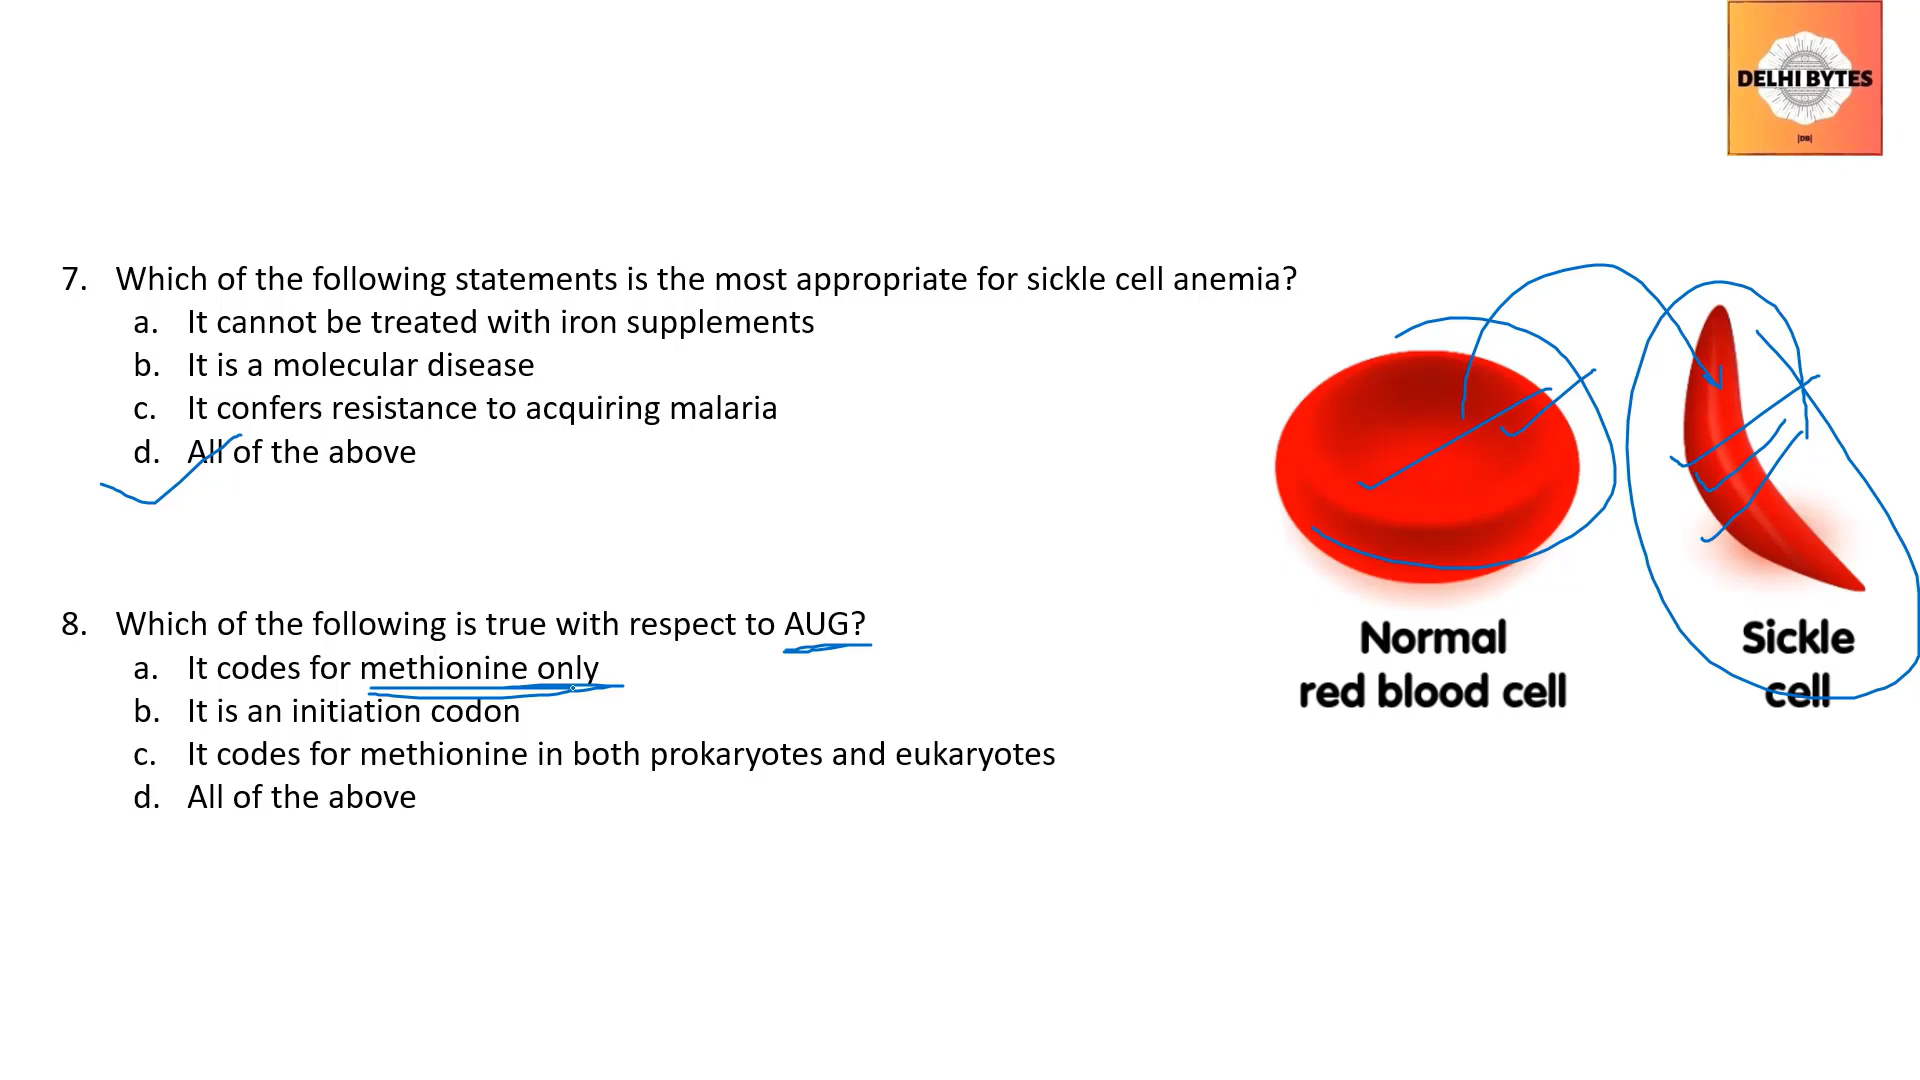 DELHI BYTES
|DB|
7. Which of the following statements is the most appropriate for sickle cell anemia?
a. It cannot be treated with iron supplements
b. It is a molecular disease
c. It confers resistance to acquiring malaria
d. All of the above
8. Which of the following is true with respect to AUG?
a. It codes for methionine only
b. It is an initiation codon
c. It codes for methionine in both prokaryotes and eukaryotes
d. All of the above
Normal
red blood cell
Sickle
cell